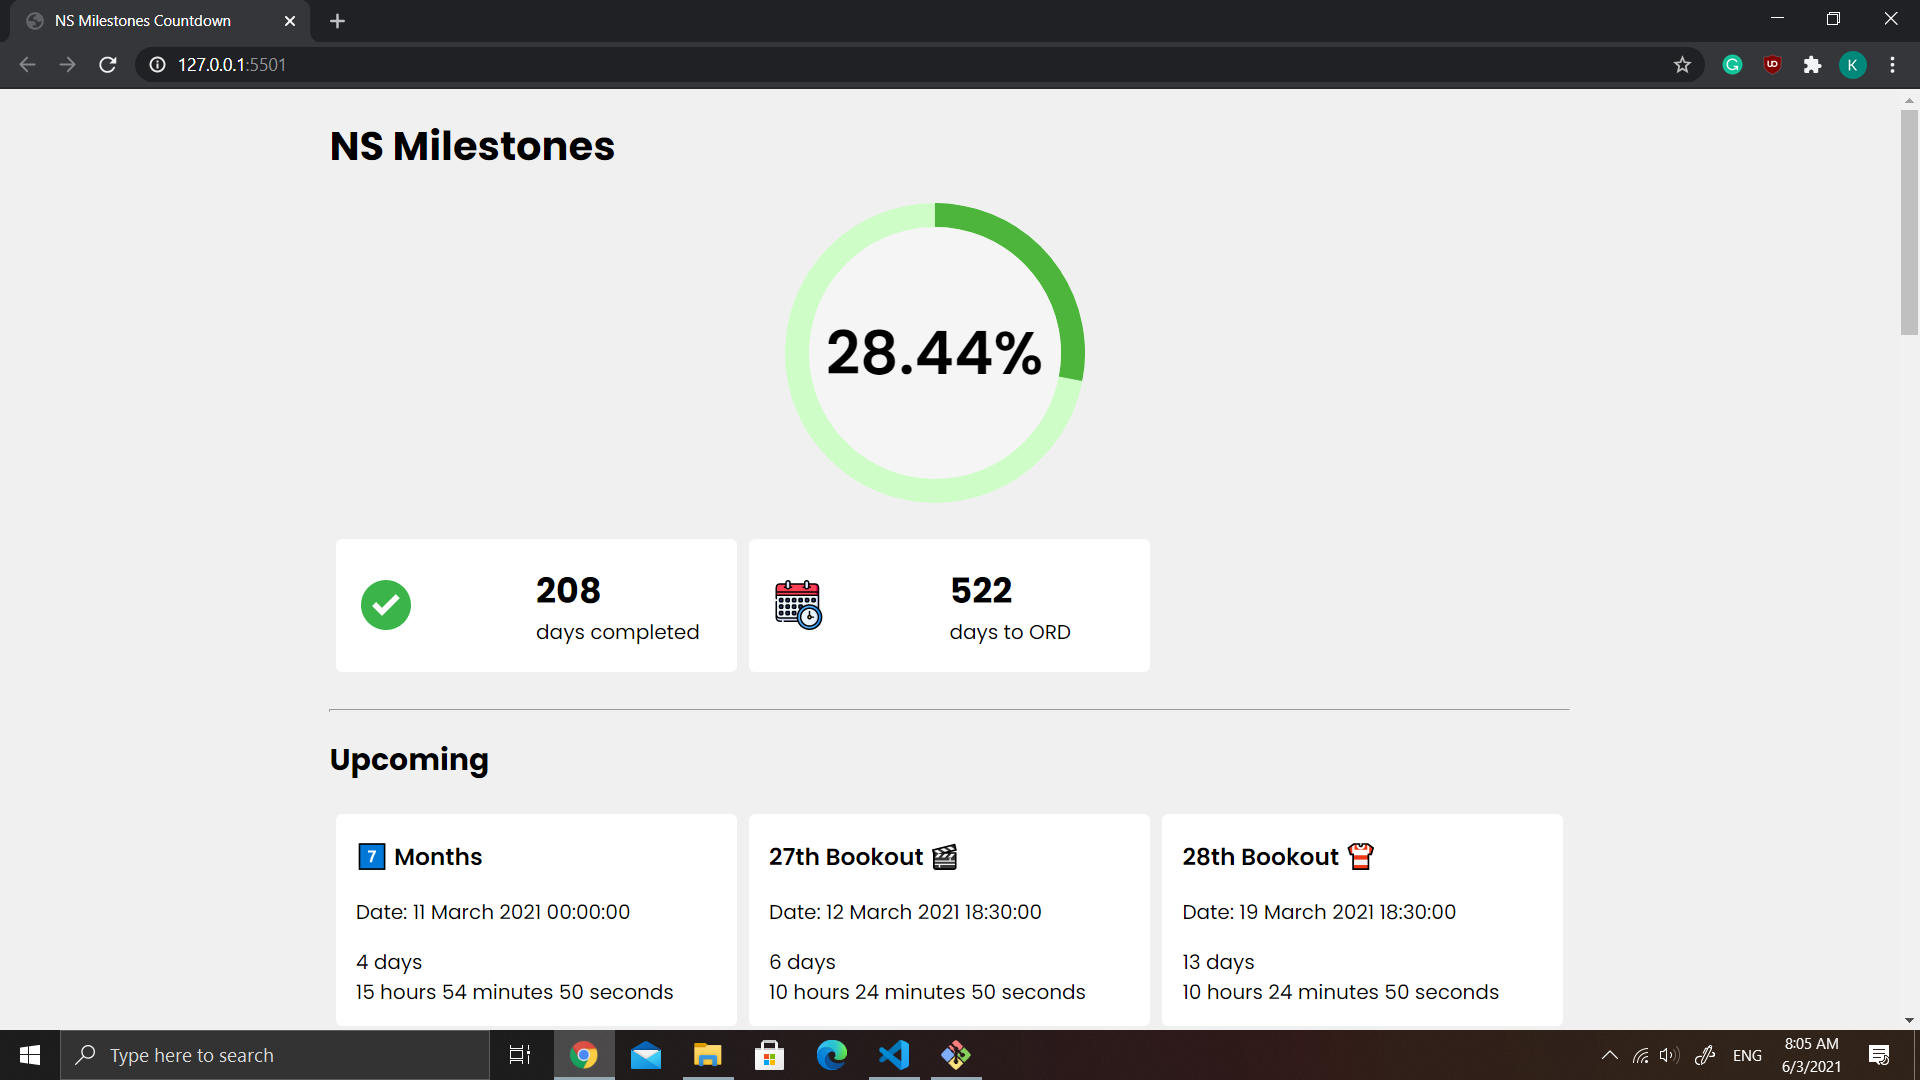 NS Milestones Countdown
127.0.0.1:5501
K
NS Milestones
28.44%
208
days completed
522
days to ORD
Upcoming
7 Months
Date: 11 March 2021 00:00:00
4 days
15 hours 54 minutes 50 seconds
27th Bookout
Date: 12 March 2021 18:30:00
6 days
10 hours 24 minutes 50 seconds
28th Bookout
Date: 19 March 2021 18:30:00
13 days
10 hours 24 minutes 50 seconds
Type here to search
ENG
8:05 AM
6/3/2021